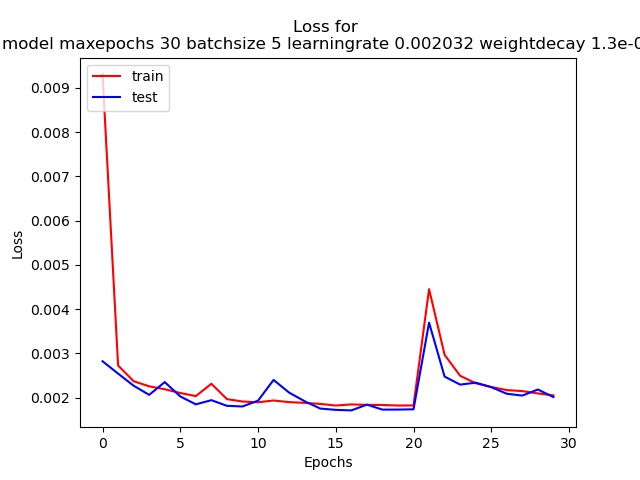 Loss for
model maxepochs 30 batchsize 5 learningrate 0.002032 weightdecay 1.3e-0
train
test
0.009
0.008
0.007
0.006
0.005
0.004
0.003
0.002
Loss
0 5 10 15 20 25 30
Epochs